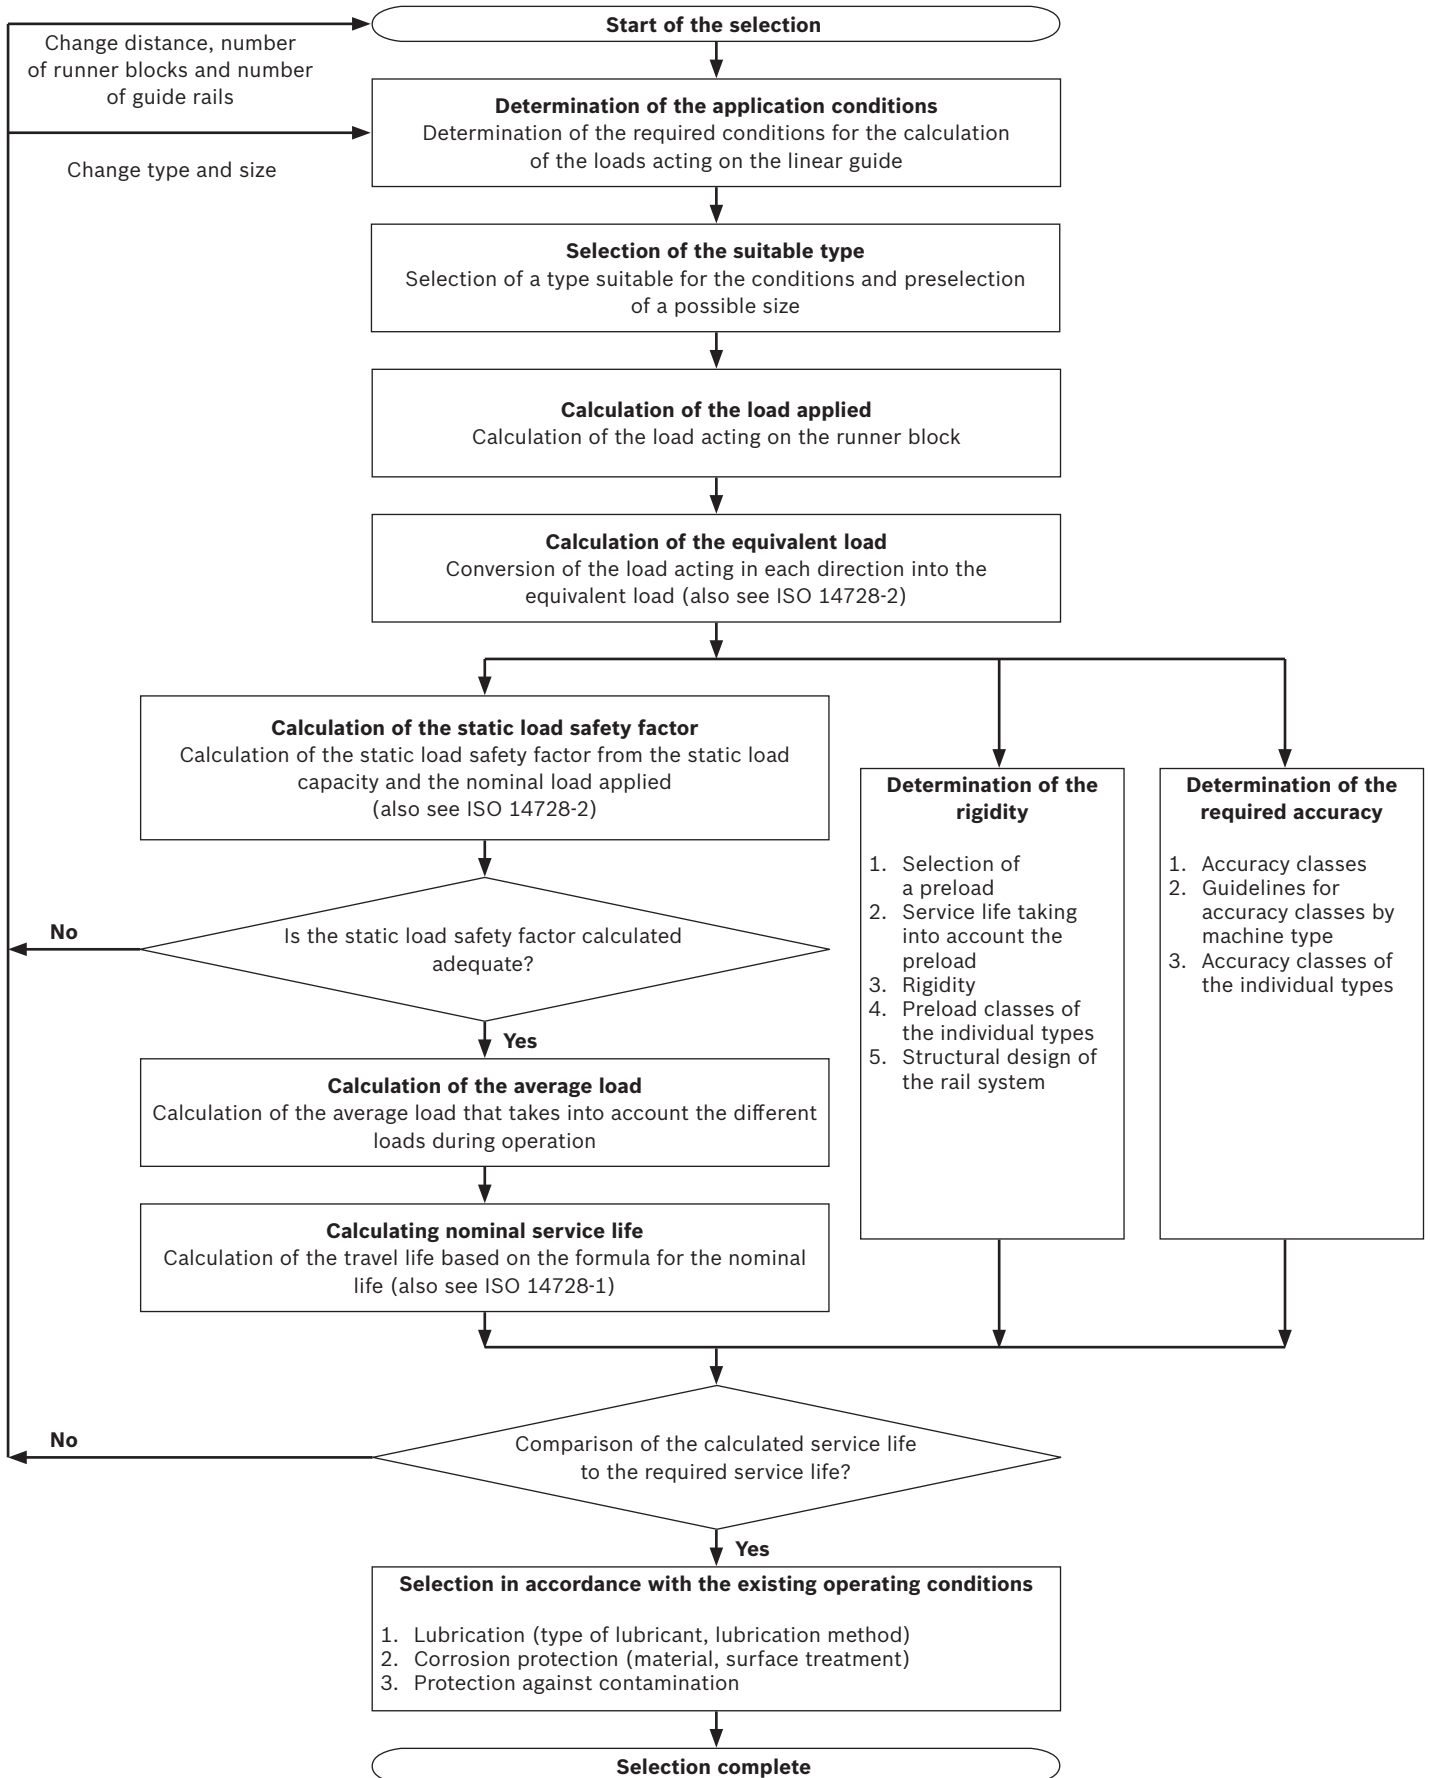 Start of the selection
Change distance, number
of runner blocks and number
of guide rails
Determination of the application conditions
Determination of the required conditions for the calculation
of the loads acting on the linear guide
Change type and size
Selection of the suitable type
Selection of a type suitable for the conditions and preselection
of a possible size
Calculation of the load applied
Calculation of the load acting on the runner block
Calculation of the equivalent load
Conversion of the load acting in each direction into the
equivalent load (also see ISO 14728-2)
Calculation of the static load safety factor
Calculation of the static load safety factor from the static load
capacity and the nominal load applied
(also see ISO 14728-2)
Determination of the
rigidity
1. Selection of
a preload
2. Service life taking
into account the
preload
3. Rigidity
4. Preload classes of
the individual types
5. Structural design of
the rail system
Determination of the
required accuracy
1. Accuracy classes
2. Guidelines for
accuracy classes by
machine type
3. Accuracy classes of
the individual types
No
Is the static load safety factor calculated
adequate?
Yes
Calculation of the average load
Calculation of the average load that takes into account the different
loads during operation
Calculating nominal service life
Calculation of the travel life based on the formula for the nominal
life (also see ISO 14728-1)
No
Comparison of the calculated service life
to the required service life?
Yes
Selection in accordance with the existing operating conditions
1. Lubrication (type of lubricant, lubrication method)
2. Corrosion protection (material, surface treatment)
3. Protection against contamination
Selection complete